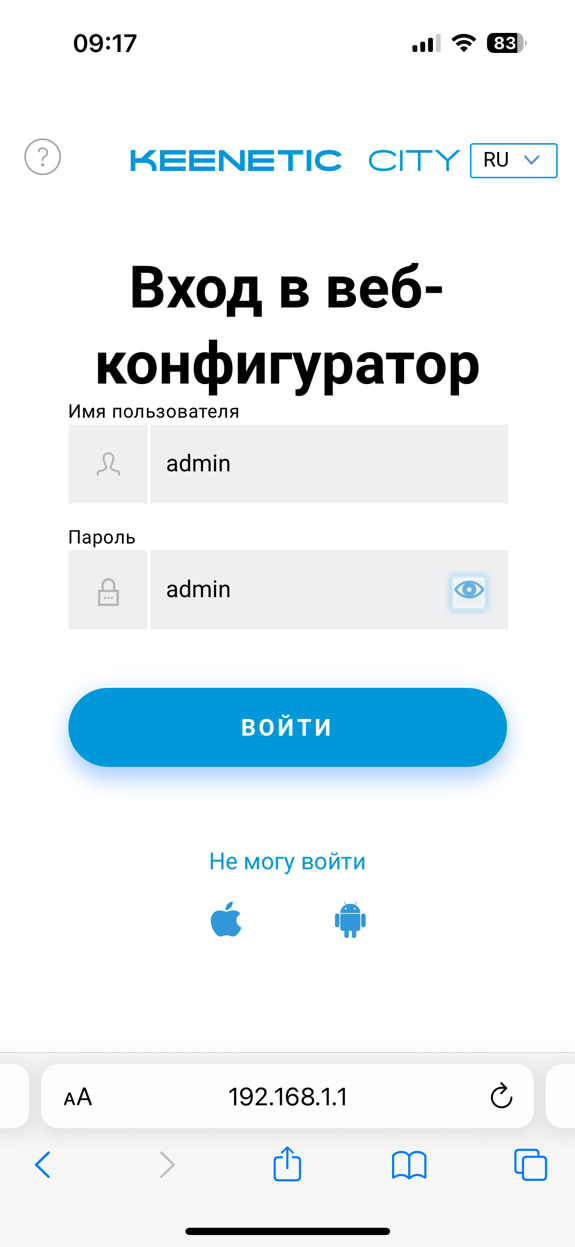 09:17
83
?
KEENETIC CITY
RU
Вход в веб-
конфигуратор
Имя пользователя
admin
Пароль
admin
ВОЙТИ
Не могу войти
AA
192.168.1.1